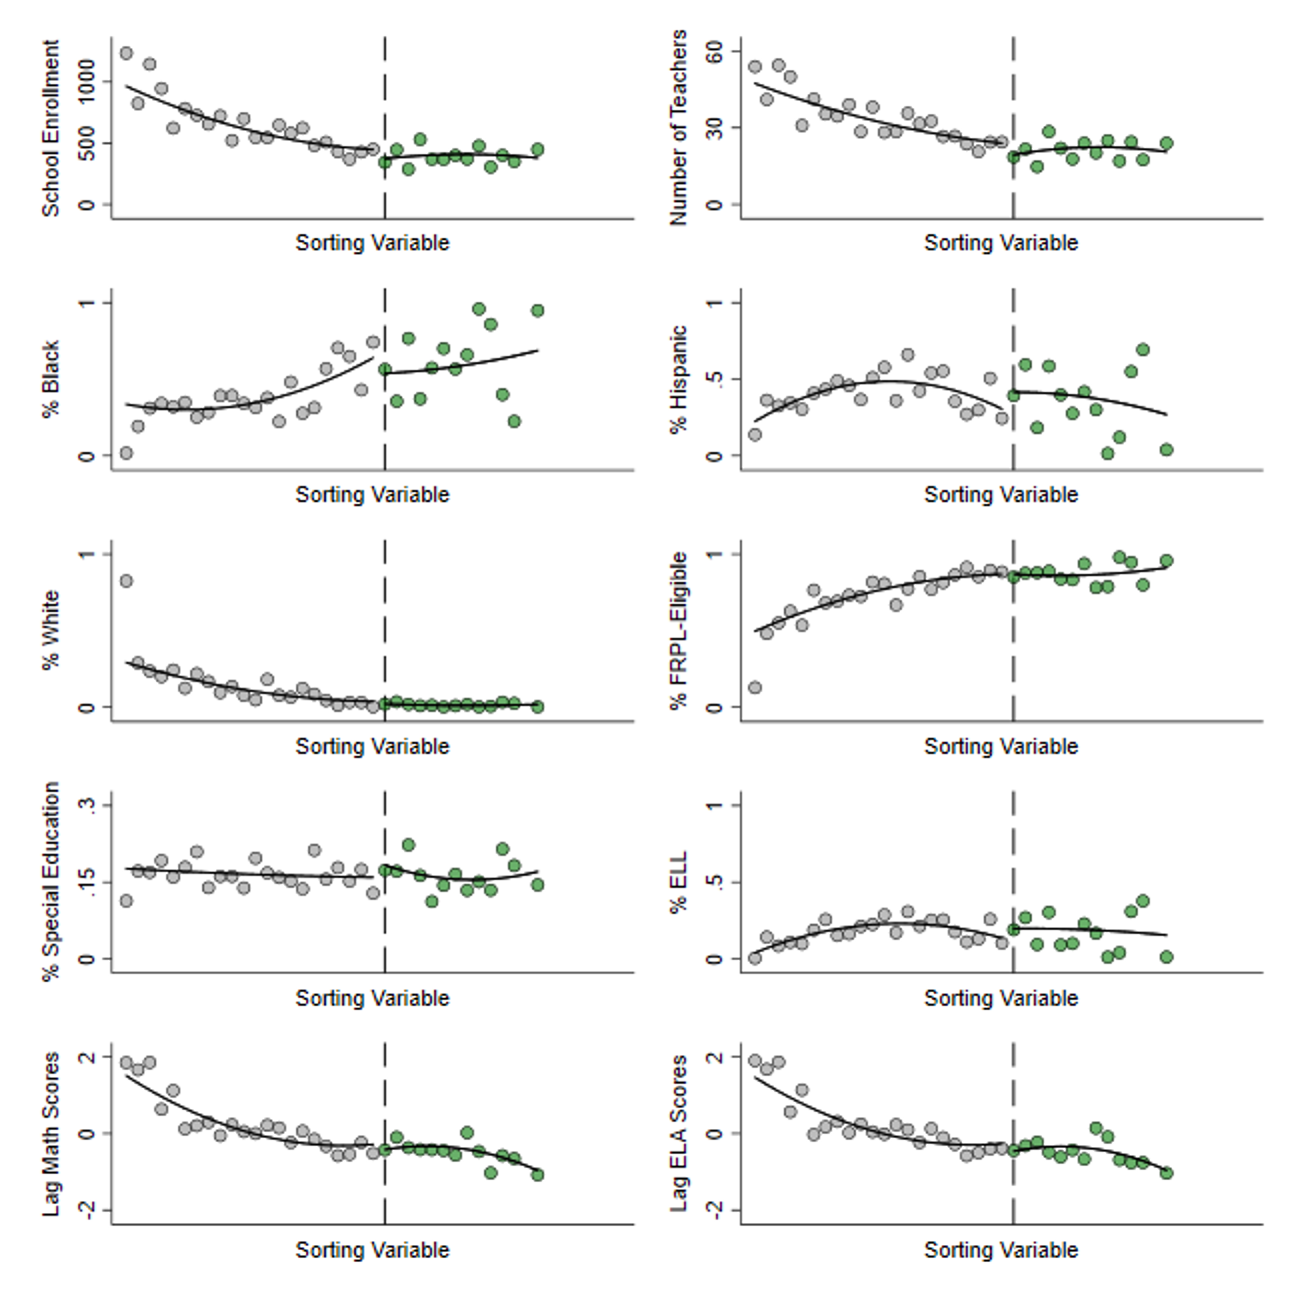 School Enrollment
1000
500
0
Sorting Variable
Number of Teachers
60
30
0
Sorting Variable
% Black
1
0
Sorting Variable
% Hispanic
1
.5
0
Sorting Variable
% White
1
0
Sorting Variable
% FRPL-Eligible
1
0
Sorting Variable
% Special Education
.3
.15
0
Sorting Variable
% ELL
1
.5
0
Sorting Variable
Lag Math Scores
2
0
-2
Sorting Variable
Lag ELA Scores
2
0
-2
Sorting Variable